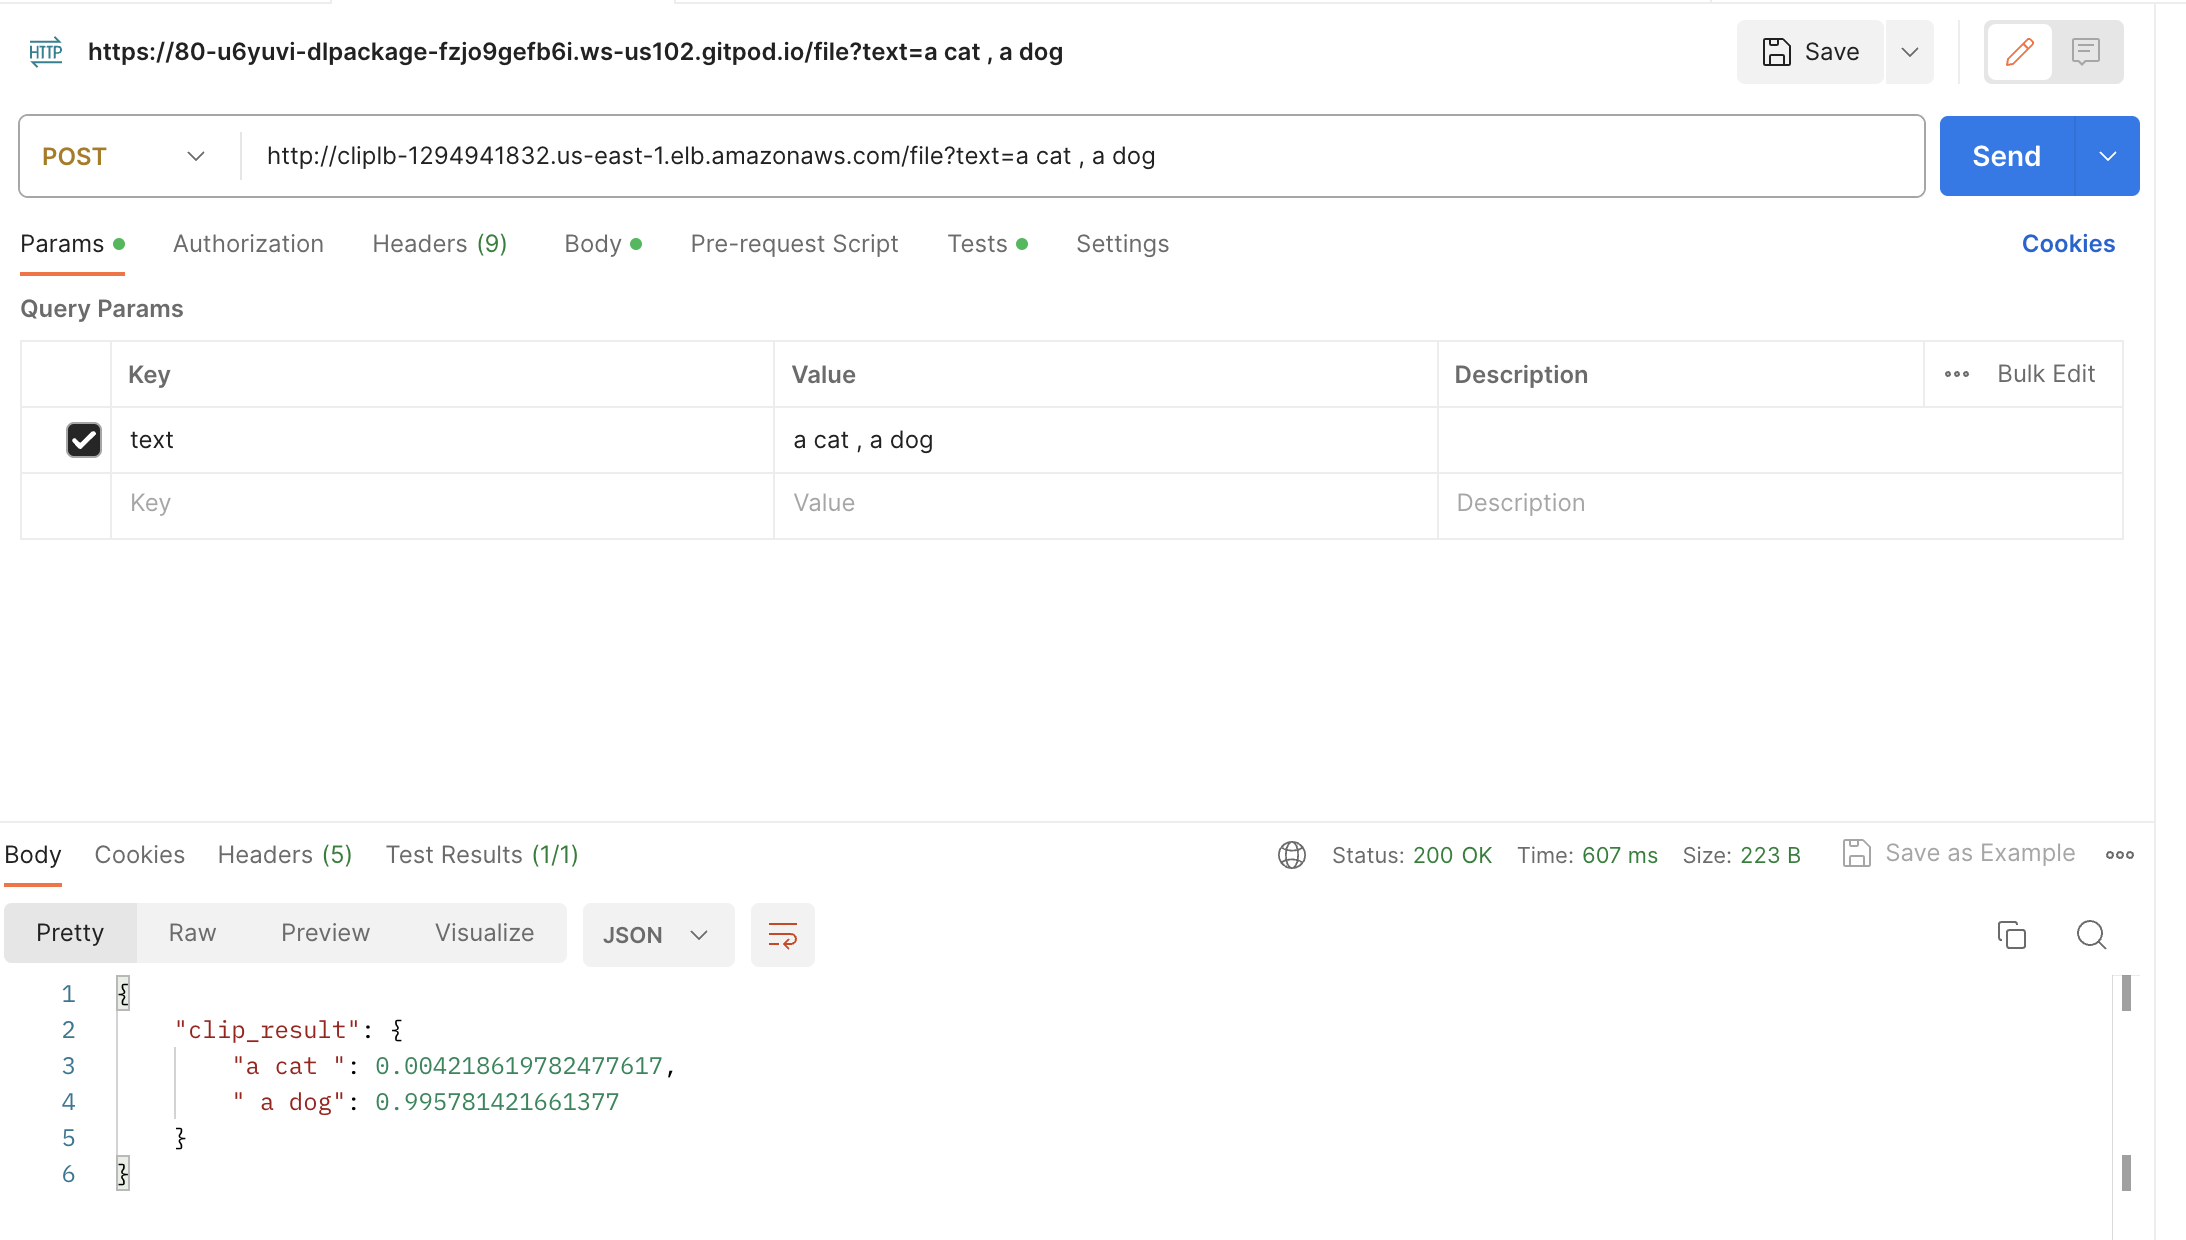 HTTP https://80-u6yuvi-dlpackage-fzjo9gefb6i.ws-us102.gitpod.io/file?text=a cat , a dog Save
POST http://cliplb-1294941832.us-east-1.elb.amazonaws.com/file?text=a cat , a dog Send
Params Authorization Headers (9) Body Pre-request Script Tests Settings Cookies
Query Params
Key Value Description Bulk Edit
text a cat , a dog
Key Value Description
Body Cookies Headers (5) Test Results (1/1) Status: 200 OK Time: 607 ms Size: 223 B Save as Example
Pretty Raw Preview Visualize JSON
1 {
2 "clip_result": {
3 "a cat ": 0.004218619782477617,
4 " a dog": 0.995781421661377
5 }
6 }